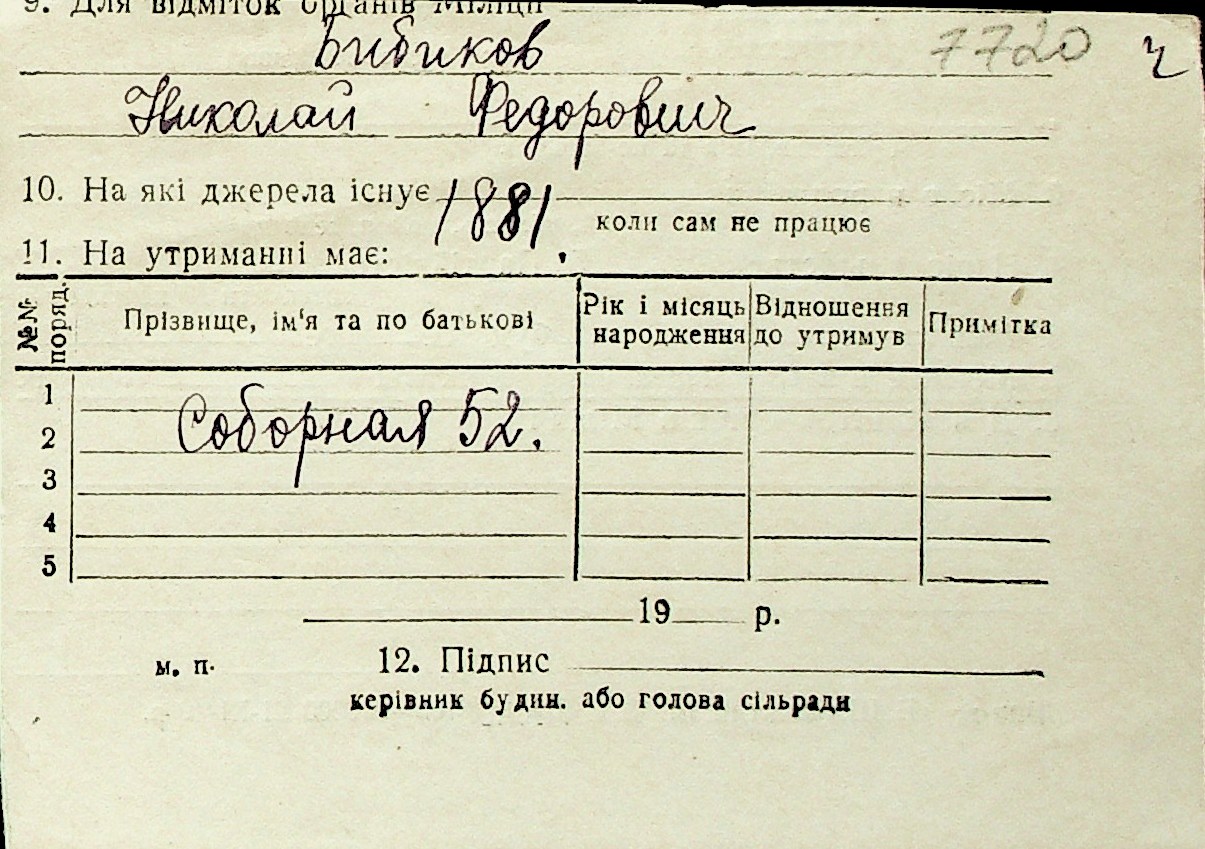 9. Для відміток органів Міліції
Бибиков 7720 ч
Николай Федорович
10. На які джерела існує 1881.
коли сам не працює
11. На утриманні має:
№№ поряд. Прізвище, ім‘я та по батькові Рік і місяць народження Відношення до утримув Примітка
1
2 Соборная 52.
3
4
5
19 р.
м. п. 12. Підпис
керівник будин. або голова сільради